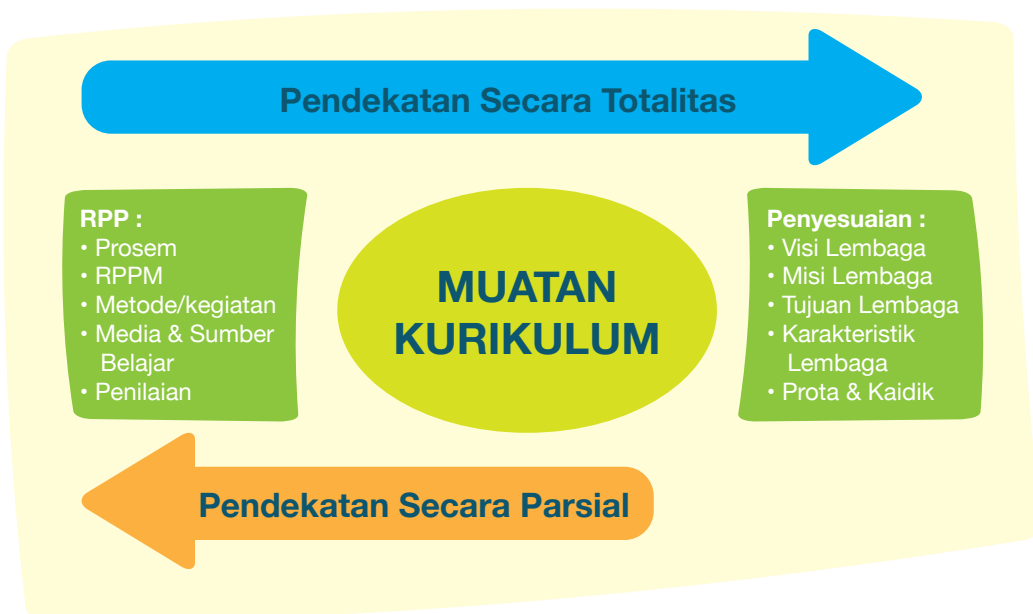 Pendekatan Secara Totalitas
RPP :
• Prosem
• RPPM
• Metode/kegiatan
• Media & Sumber
Belajar
• Penilaian
MUATAN
KURIKULUM
Penyesuaian :
• Visi Lembaga
• Misi Lembaga
• Tujuan Lembaga
• Karakteristik
Lembaga
• Prota & Kaidik
Pendekatan Secara Parsial